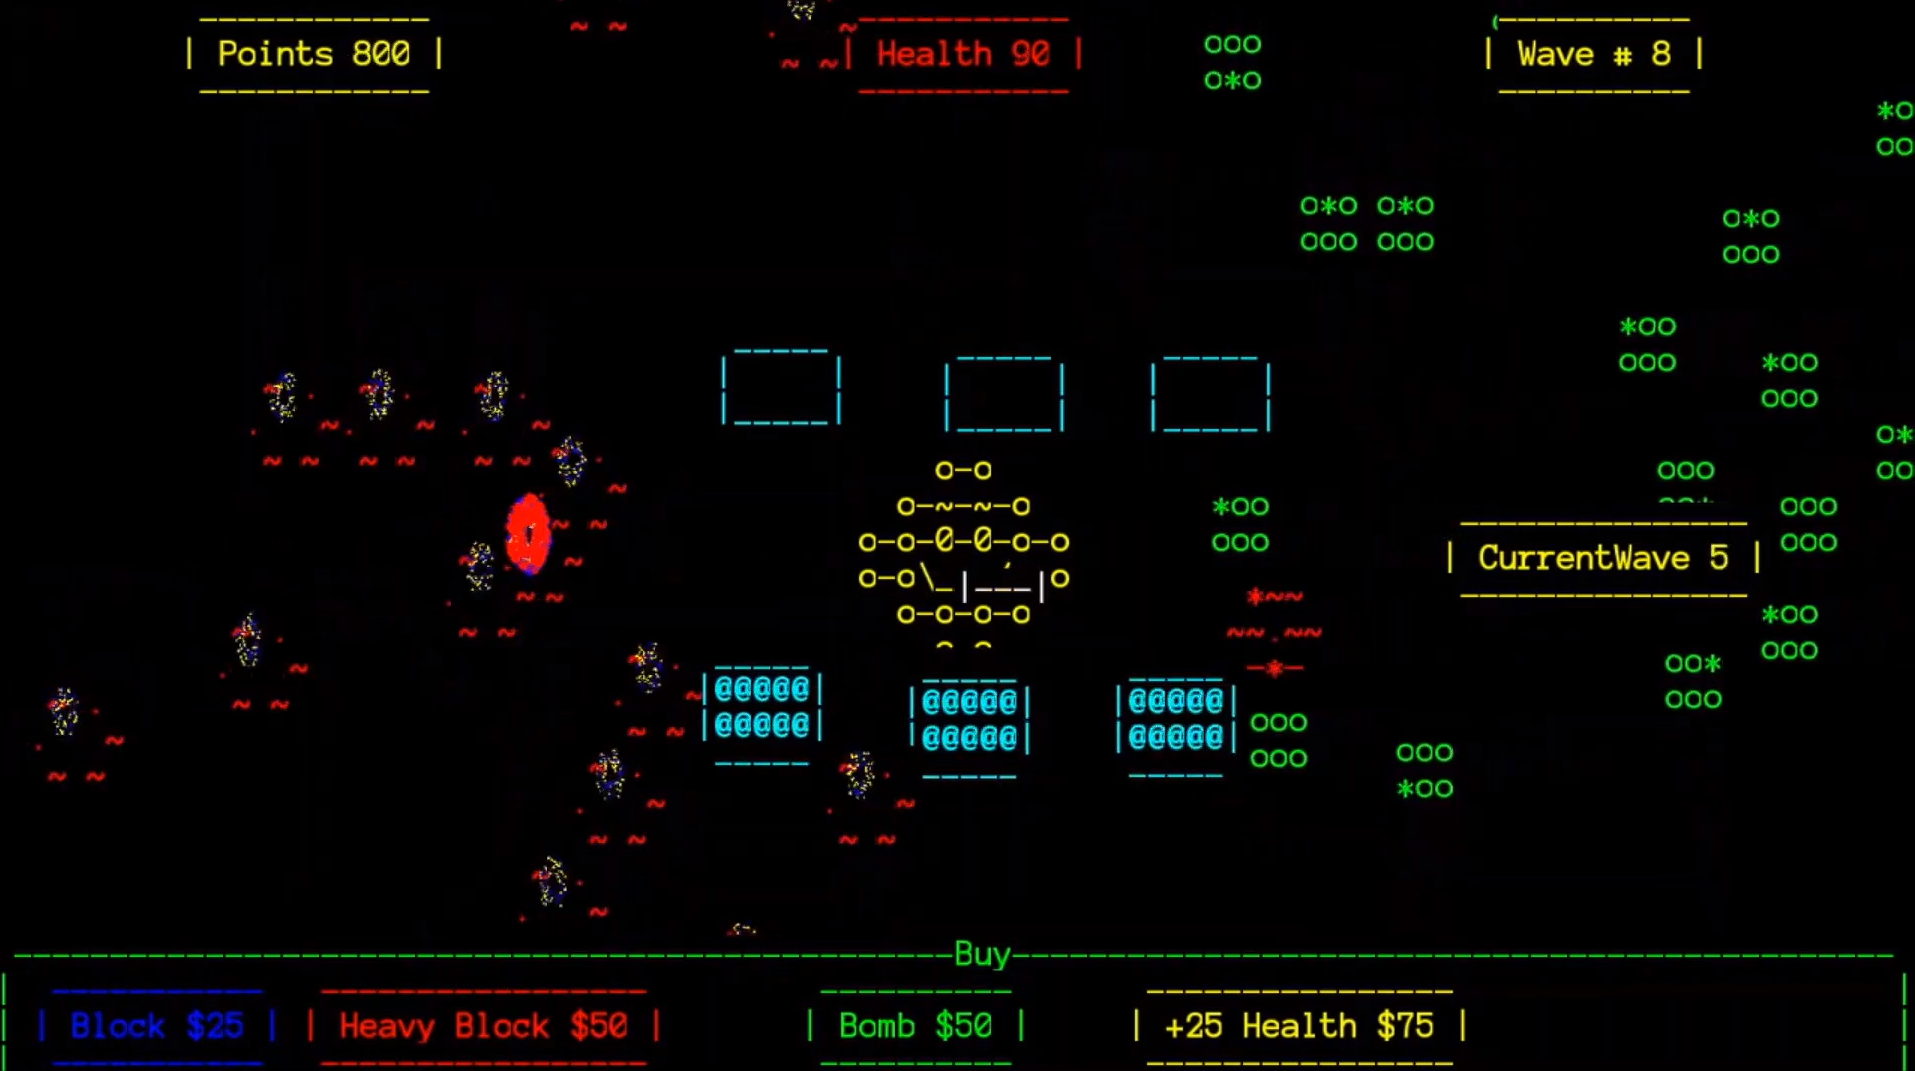 Points 800
Health 90
Wave # 8
CurrentWave 5
Buy
Block $25
Heavy Block $50
Bomb $50
+25 Health $75